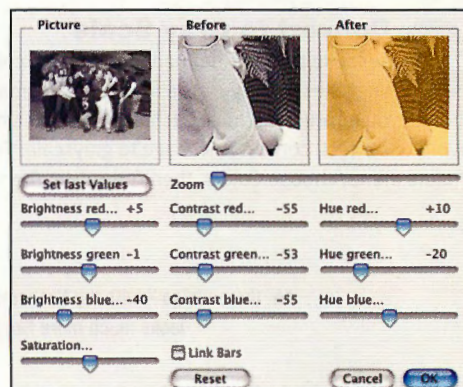 Picture
Before
After
Set last Values
Zoom
Brightness red... +5
Contrast red... -55
Hue red... +10
Brightness green -1
Contrast green... -53
Hue green... -20
Brightness blue... -40
Contrast blue... -55
Hue blue...
Saturation...
Link Bars
Reset
Cancel
OK